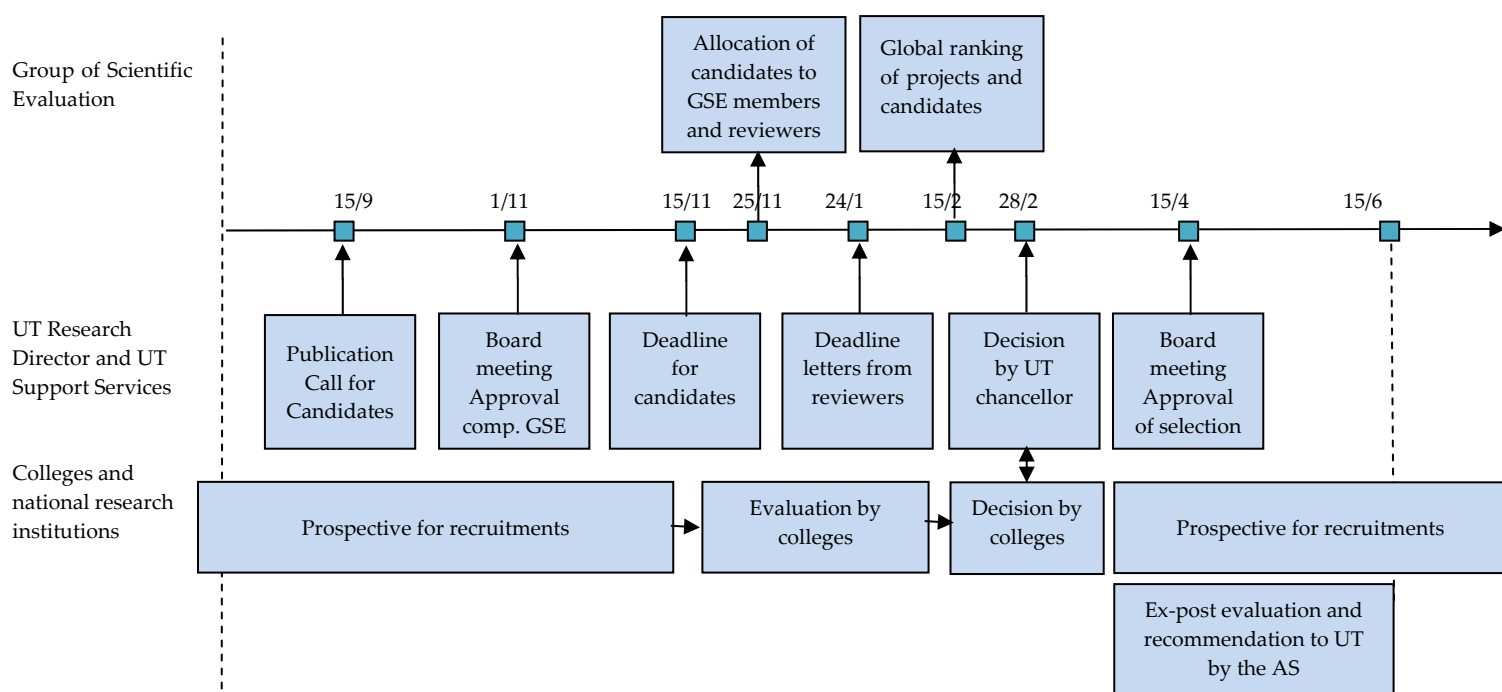 Group of Scientific
Evaluation
Allocation of
candidates to
GSE members
and reviewers
Global ranking
of projects and
candidates
15/9
1/11
15/11
25/11
24/1
15/2
28/2
15/4
15/6
UT Research
Director and UT
Support Services
Publication
Call for
Candidates
Board
meeting
Approval
comp. GSE
Deadline
for
candidates
Deadline
letters from
reviewers
Decision
by UT
chancellor
Board
meeting
Approval
of selection
Colleges and
national research
institutions
Prospective for recruitments
Evaluation by
colleges
Decision by
colleges
Prospective for recruitments
Ex-post evaluation and
recommendation to UT
by the AS